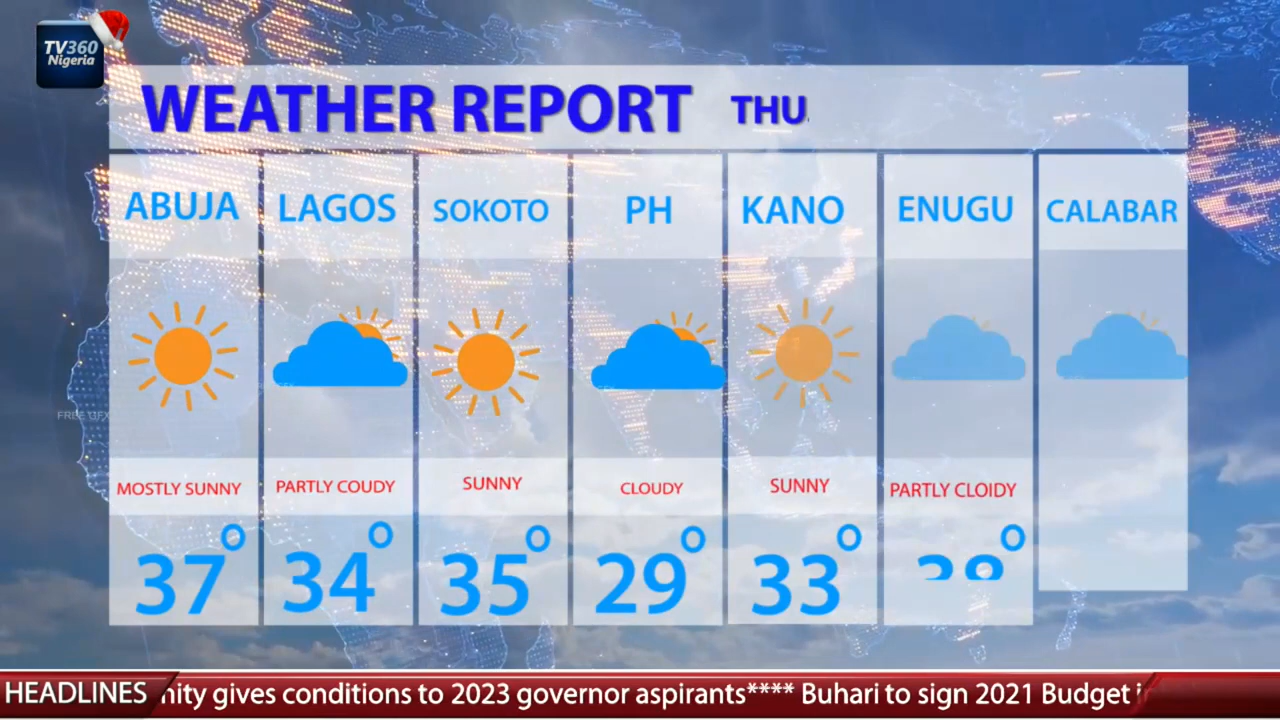 TV360
Nigeria
WEATHER REPORT THU
ABUJA LAGOS SOKOTO PH KANO ENUGU CALABAR
MOSTLY SUNNY PARTLY COUDY SUNNY CLOUDY SUNNY PARTLY CLOIDY
37° 34° 35° 29° 33°
HEADLINES nity gives conditions to 2023 governor aspirants**** Buhari to sign 2021 Budget